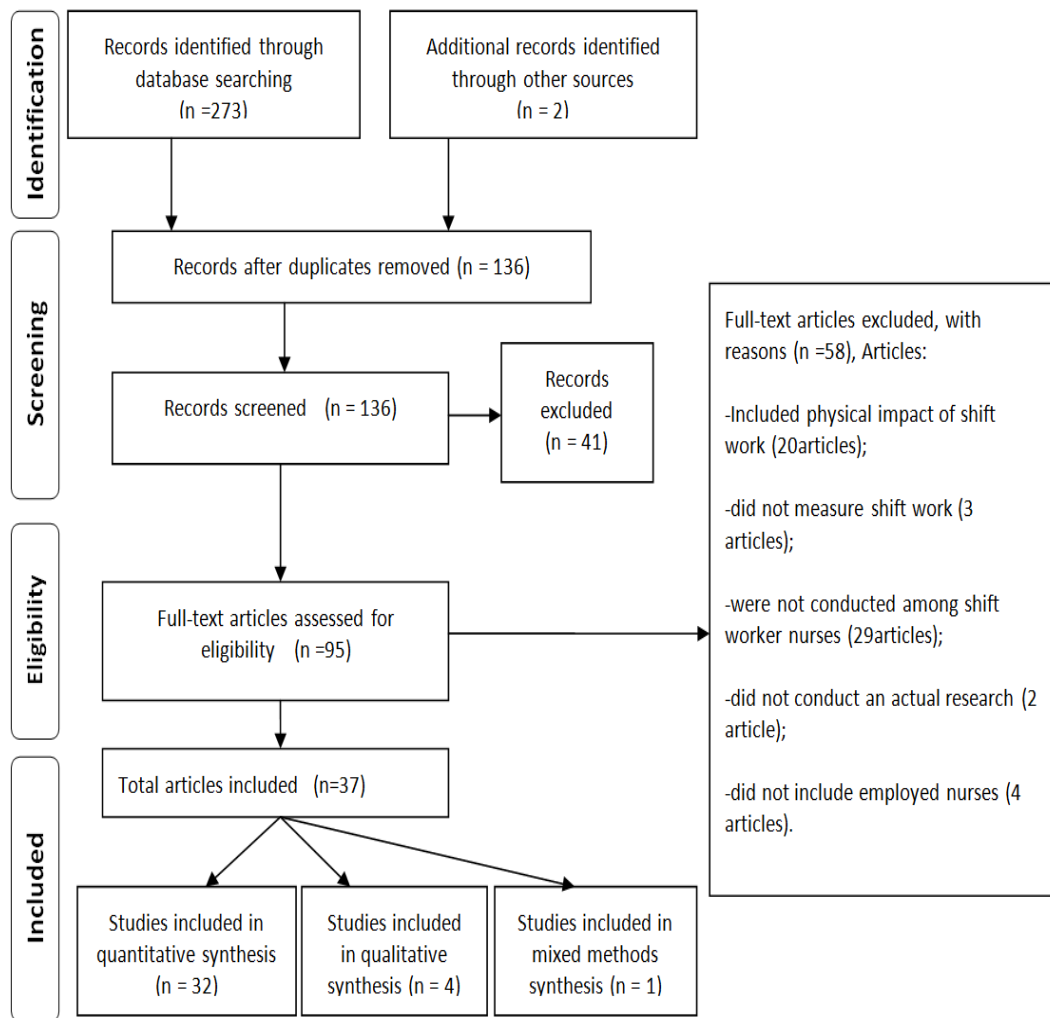 Identification
Records identified through
database searching
(n =273)
Additional records identified
through other sources
(n = 2)
Screening
Records after duplicates removed (n = 136)
Records screened (n = 136)
Records
excluded
(n = 41)
Full-text articles excluded, with
reasons (n =58), Articles:
-Included physical impact of shift
work (20articles);
-did not measure shift work (3
articles);
-were not conducted among shift
worker nurses (29articles);
-did not conduct an actual research (2
article);
-did not include employed nurses (4
articles).
Eligibility
Full-text articles assessed for
eligibility (n =95)
Included
Total articles included (n=37)
Studies included in
quantitative synthesis
(n = 32)
Studies included
in qualitative
synthesis (n = 4)
Studies included in
mixed methods
synthesis (n = 1)